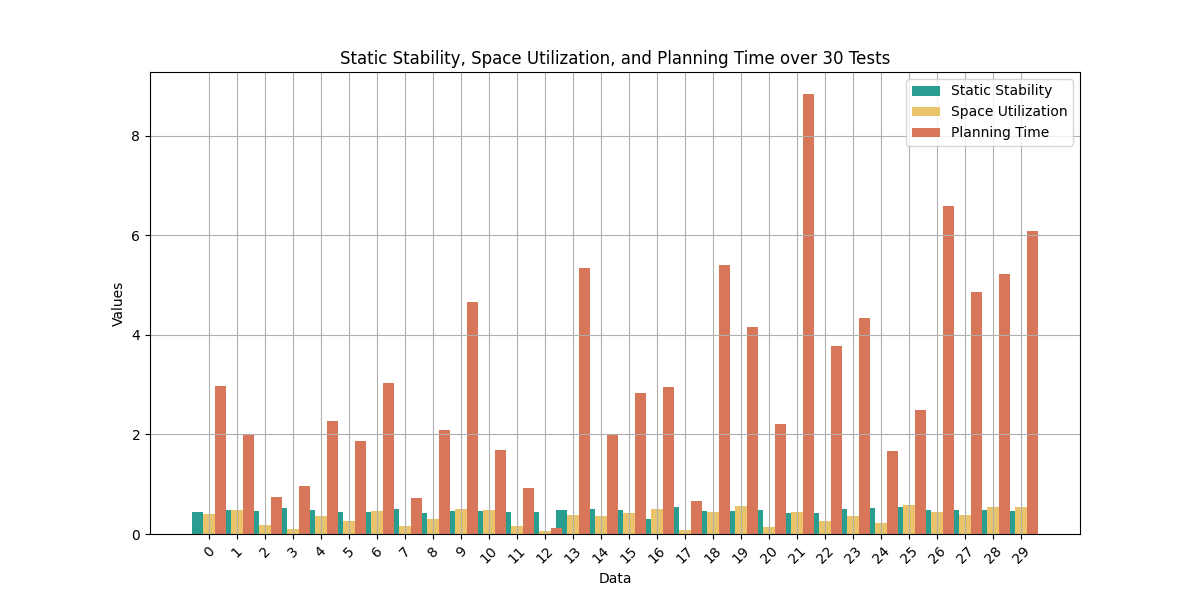 Static Stability, Space Utilization, and Planning Time over 30 Tests
Static Stability
Space Utilization
Planning Time
8
6
4
2
0
Values
0 1 2 3 4 5 6 7 8 9 10 11 12 13 14 15 16 17 18 19 20 21 22 23 24 25 26 27 28 29
Data